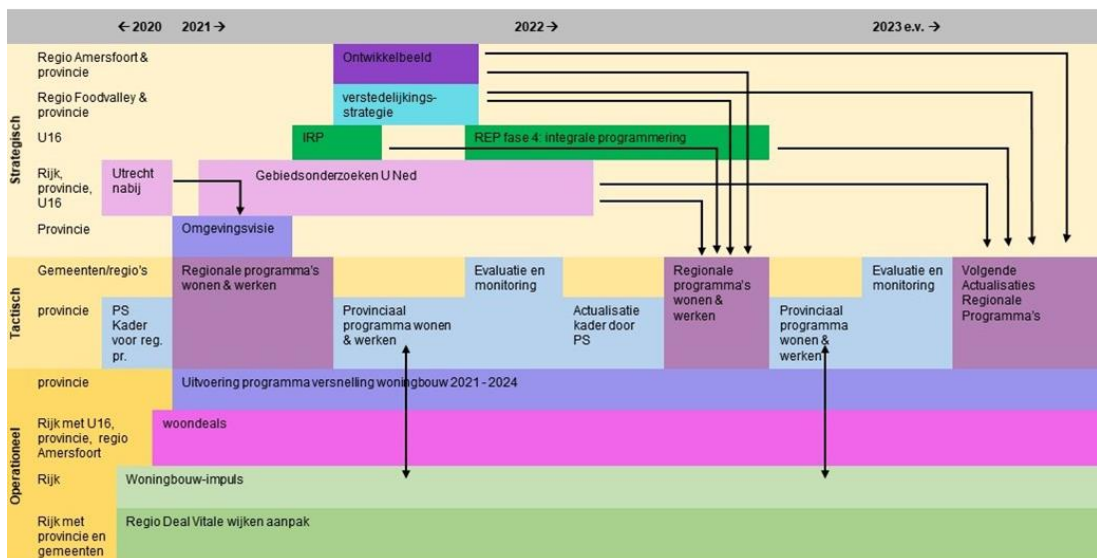 ← 2020
2021 →
2022 →
2023 e.v. →
Strategisch
Regio Amersfoort &
provincie
Ontwikkelbeeld
Regio Foodvalley &
provincie
verstedelijkings-
strategie
U16
IRP
REP fase 4: integrale programmering
Rijk,
provincie,
U16
Utrecht
nabij
Gebiedsonderzoeken U Ned
Provincie
Omgevingsvisie
Tactisch
Gemeenten/regio's
Regionale programma's
wonen & werken
Evaluatie en
monitoring
Regionale
programma's
wonen &
werken
Evaluatie en
monitoring
Volgende
Actualisaties
Regionale
Programma's
provincie
PS
Kader
voor reg.
pr.
Provinciaal
programma wonen
& werken
Actualisatie
kader door
PS
Provinciaal
programma
wonen &
werken
Operationeel
provincie
Uitvoering programma versnelling woningbouw 2021 - 2024
Rijk met U16,
provincie, regio
Amersfoort
woondeals
Rijk
Woningbouw-impuls
Rijk met
provincie en
gemeenten
Regio Deal Vitale wijken aanpak